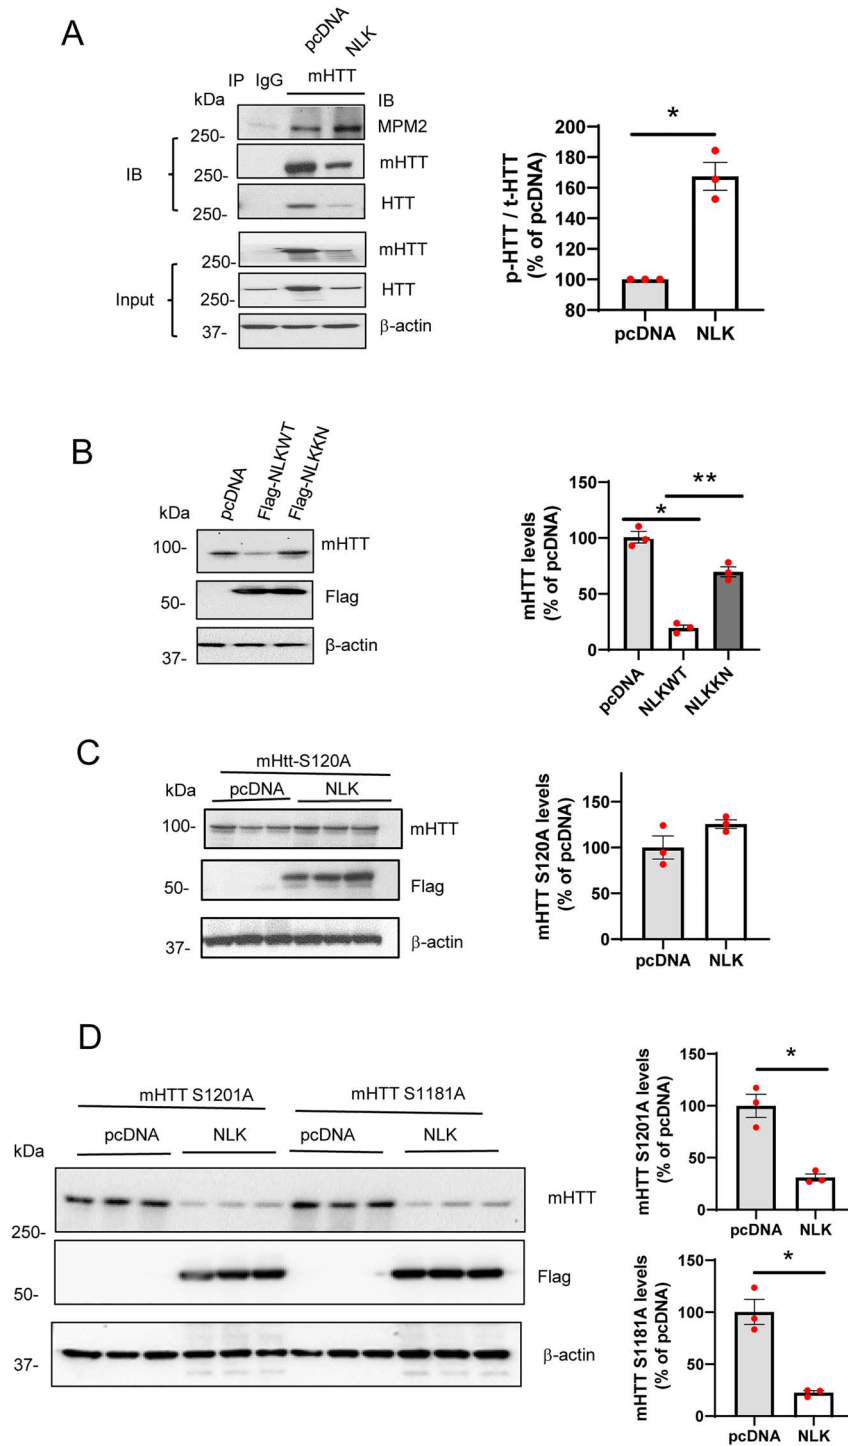 A
pcDNA
NLK
IP IgG mHTT
kDa
IB
250-
MPM2
IB
250-
mHTT
250-
HTT
250-
mHTT
Input
250-
HTT
37-
β-actin
p-HTT / t-HTT
(% of pcDNA)
200
180
160
140
120
100
80
*
pcDNA NLK
B
pcDNA
Flag-NLKWT
Flag-NLKKN
kDa
100-
mHTT
50-
Flag
37-
β-actin
mHTT levels
(% of pcDNA)
150
100
50
0
**
*
pcDNA
NLKWT
NLKKN
C
mHtt-S120A
kDa pcDNA NLK
100-
mHTT
50-
Flag
37-
β-actin
mHTT S120A levels
(% of pcDNA)
150
100
50
0
pcDNA NLK
D
mHTT S1201A mHTT S1181A
pcDNA NLK pcDNA NLK
kDa
mHTT
250-
Flag
50-
β-actin
37-
mHTT S1201A levels
(% of pcDNA)
150
100
50
0
*
pcDNA NLK
mHTT S1181A levels
(% of pcDNA)
150
100
50
0
*
pcDNA NLK